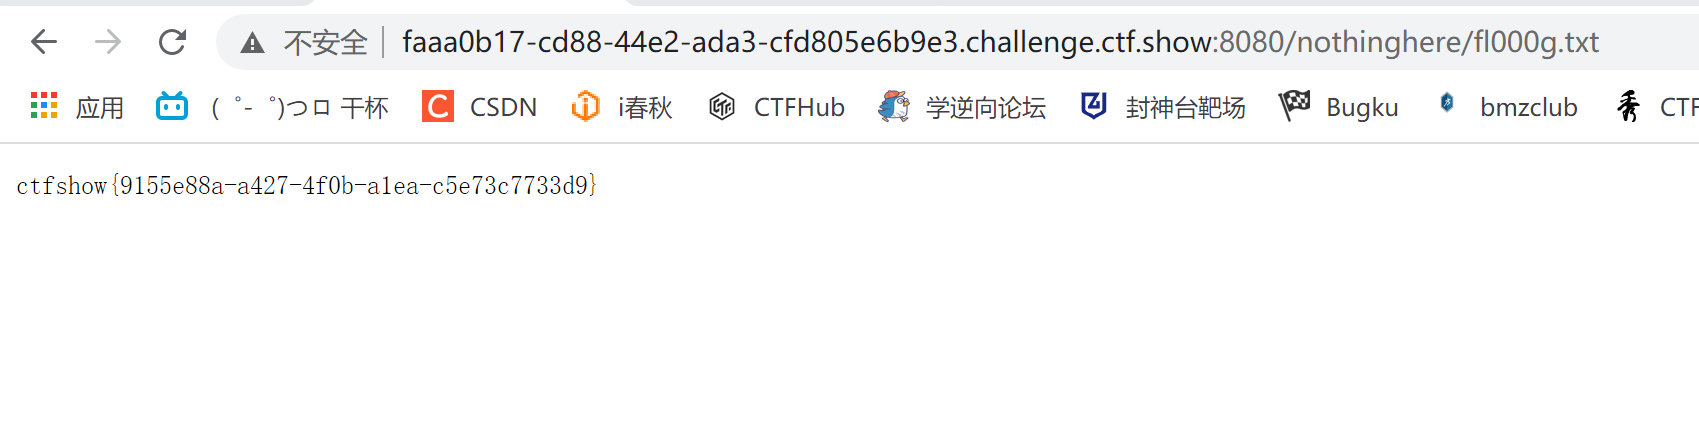 不安全 faaa0b17-cd88-44e2-ada3-cfd805e6b9e3.challenge.ctf.show:8080/nothinghere/fl000g.txt
应用 ( ゜- ゜)つロ 干杯 CSDN i春秋 CTFHub 学逆向论坛 封神台靶场 Bugku bmzclub CTF
ctfshow{9155e88a-a427-4f0b-a1ea-c5e73c7733d9}